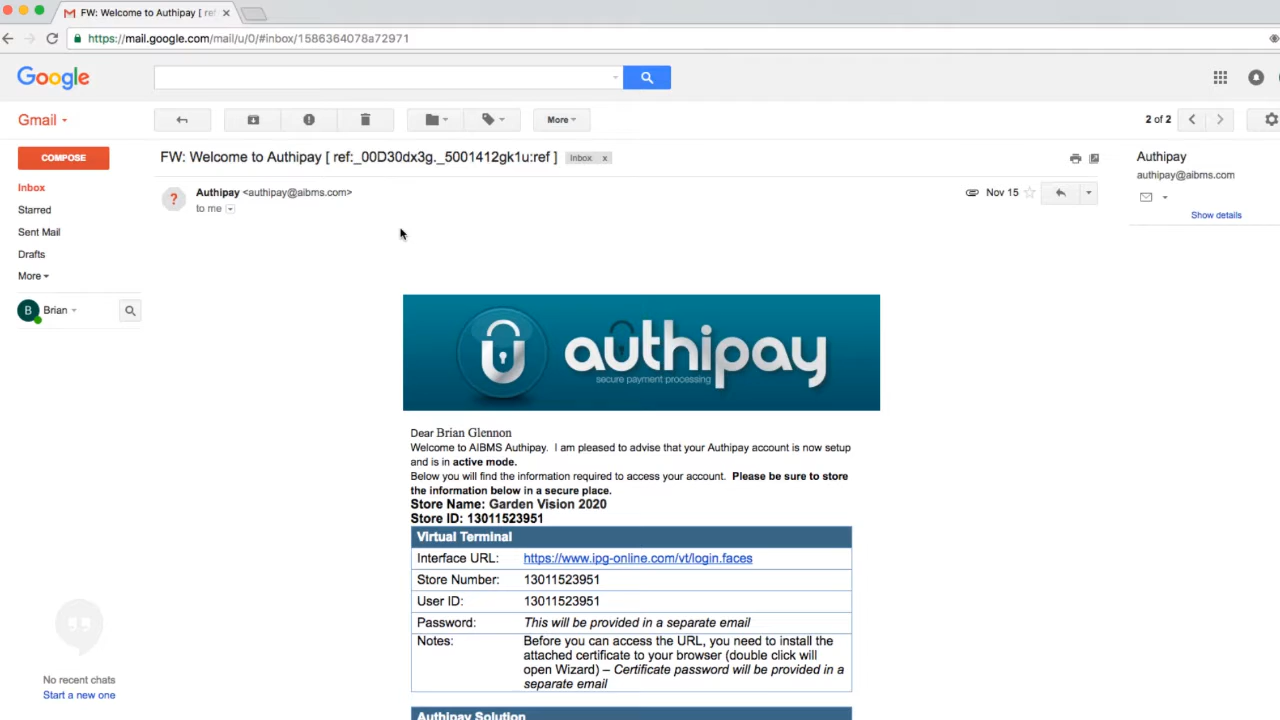 FW: Welcome to Authipay [ ref
https://mail.google.com/mail/u/0/#inbox/1586364078a72971
Google
Gmail
More
2 of 2
COMPOSE
Inbox
Starred
Sent Mail
Drafts
More
B Brian
No recent chats
Start a new one
FW: Welcome to Authipay [ ref:_00D30dx3g._5001412gk1u:ref ] Inbox x
Authipay <authipay@aibms.com>
to me
Nov 15
Authipay
authipay@aibms.com
Show details
authipay
secure payment processing
Dear Brian Glennon
Welcome to AIBMS Authipay. I am pleased to advise that your Authipay account is now setup
and is in active mode.
Below you will find the information required to access your account. Please be sure to store
the information below in a secure place.
Store Name: Garden Vision 2020
Store ID: 13011523951
Virtual Terminal
Interface URL: https://www.ipg-online.com/vt/login.faces
Store Number: 13011523951
User ID: 13011523951
Password: This will be provided in a separate email
Notes: Before you can access the URL, you need to install the
attached certificate to your browser (double click will
open Wizard) – Certificate password will be provided in a
separate email
Authipay Solution